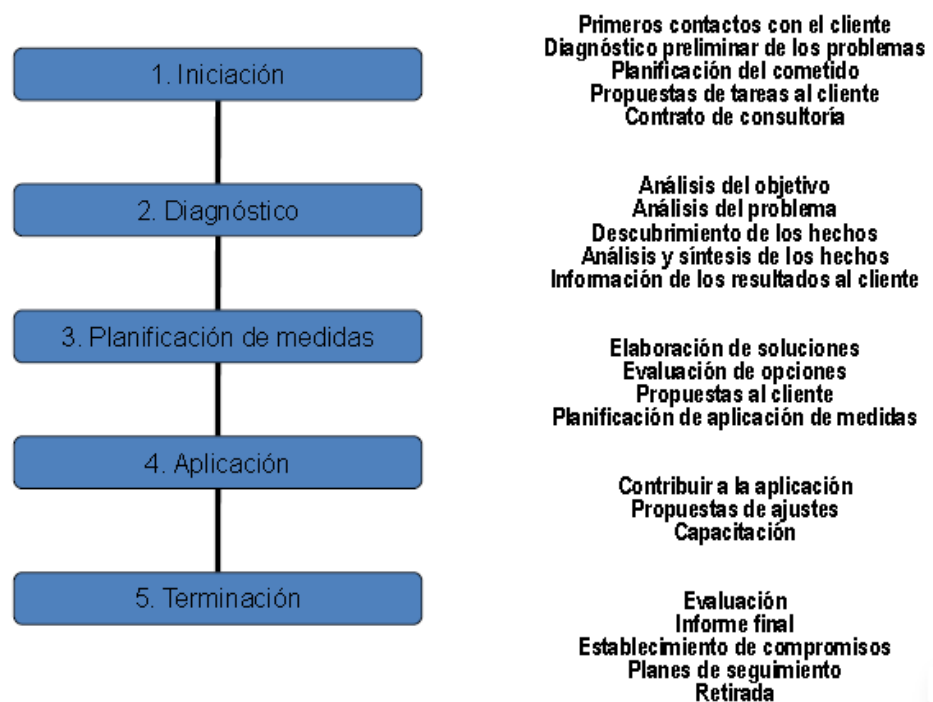 1. Iniciación
Primeros contactos con el cliente
Diagnóstico preliminar de los problemas
Planificación del cometido
Propuestas de tareas al cliente
Contrato de consultoría
2. Diagnóstico
Análisis del objetivo
Análisis del problema
Descubrimiento de los hechos
Análisis y síntesis de los hechos
Información de los resultados al cliente
3. Planificación de medidas
Elaboración de soluciones
Evaluación de opciones
Propuestas al cliente
Planificación de aplicación de medidas
4. Aplicación
Contribuir a la aplicación
Propuestas de ajustes
Capacitación
5. Terminación
Evaluación
Informe final
Establecimiento de compromisos
Planes de seguimiento
Retirada